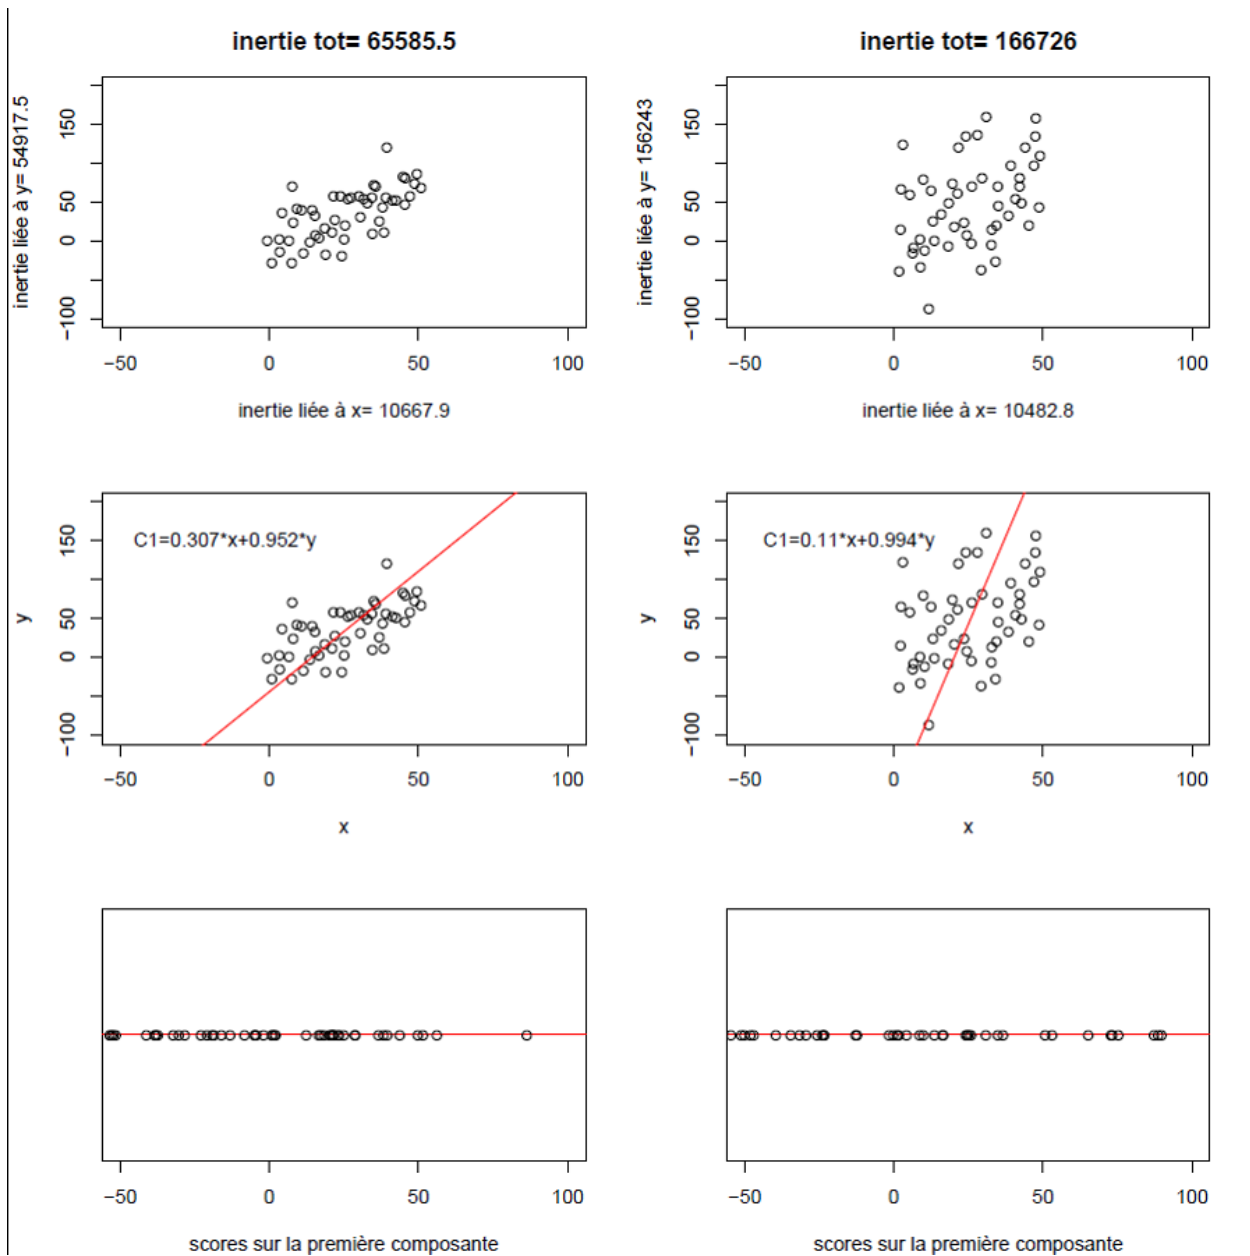 inertie tot= 65585.5
inertie liée à y= 54917.5
150
50
0
−100
−50
0
50
100
inertie liée à x= 10667.9
inertie tot= 166726
inertie liée à y= 156243
150
50
0
−100
−50
0
50
100
inertie liée à x= 10482.8
C1=0.307*x+0.952*y
y
150
50
0
−100
−50
0
50
100
x
C1=0.11*x+0.994*y
y
150
50
0
−100
−50
0
50
100
x
−50
0
50
100
scores sur la première composante
−50
0
50
100
scores sur la première composante